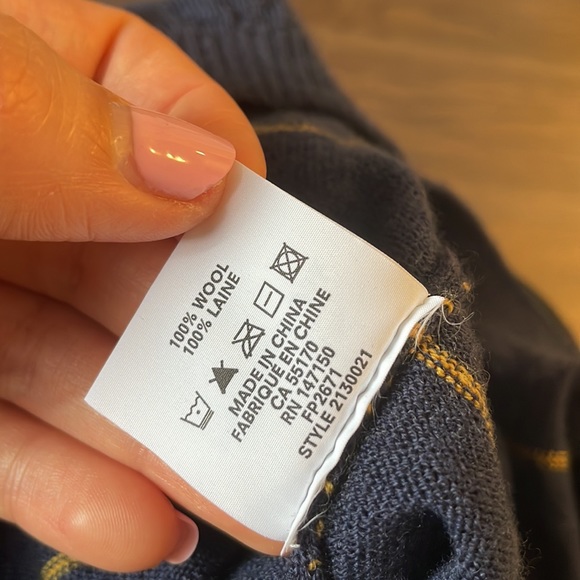 100% WOOL
100% LAINE
MADE IN CHINA
FABRIQUÉ EN CHINE
CA 55170
RN 147150
FP2671
STYLE 2130021